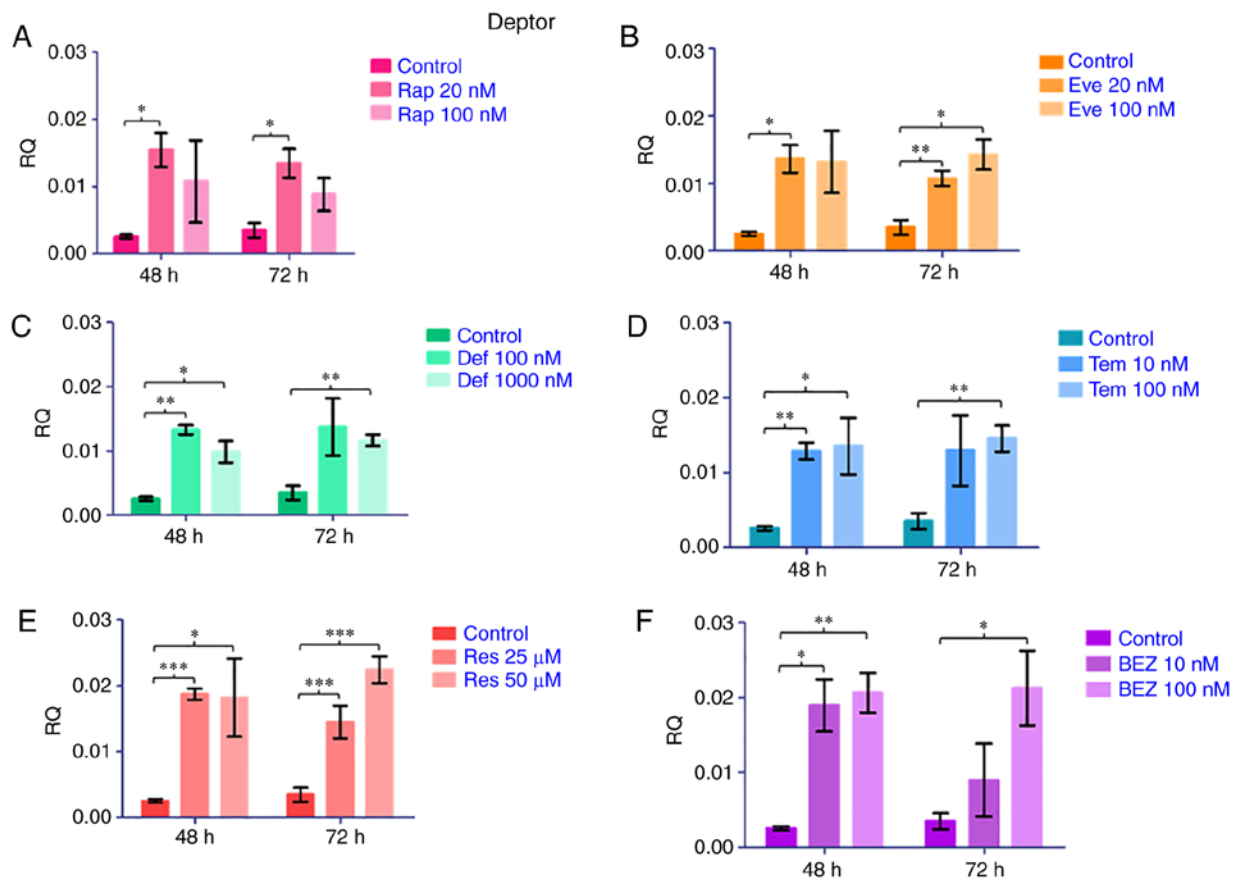 Deptor
A
0.03
0.02
0.01
0.00
RQ
Control
Rap 20 nM
Rap 100 nM
*
*
48 h
72 h
B
0.03
0.02
0.01
0.00
RQ
Control
Eve 20 nM
Eve 100 nM
*
**
*
48 h
72 h
C
0.03
0.02
0.01
0.00
RQ
Control
Def 100 nM
Def 1000 nM
*
**
**
48 h
72 h
D
0.03
0.02
0.01
0.00
RQ
Control
Tem 10 nM
Tem 100 nM
*
**
**
48 h
72 h
E
0.03
0.02
0.01
0.00
RQ
Control
Res 25 μM
Res 50 μM
*
***
***
***
48 h
72 h
F
0.03
0.02
0.01
0.00
RQ
Control
BEZ 10 nM
BEZ 100 nM
**
*
*
48 h
72 h